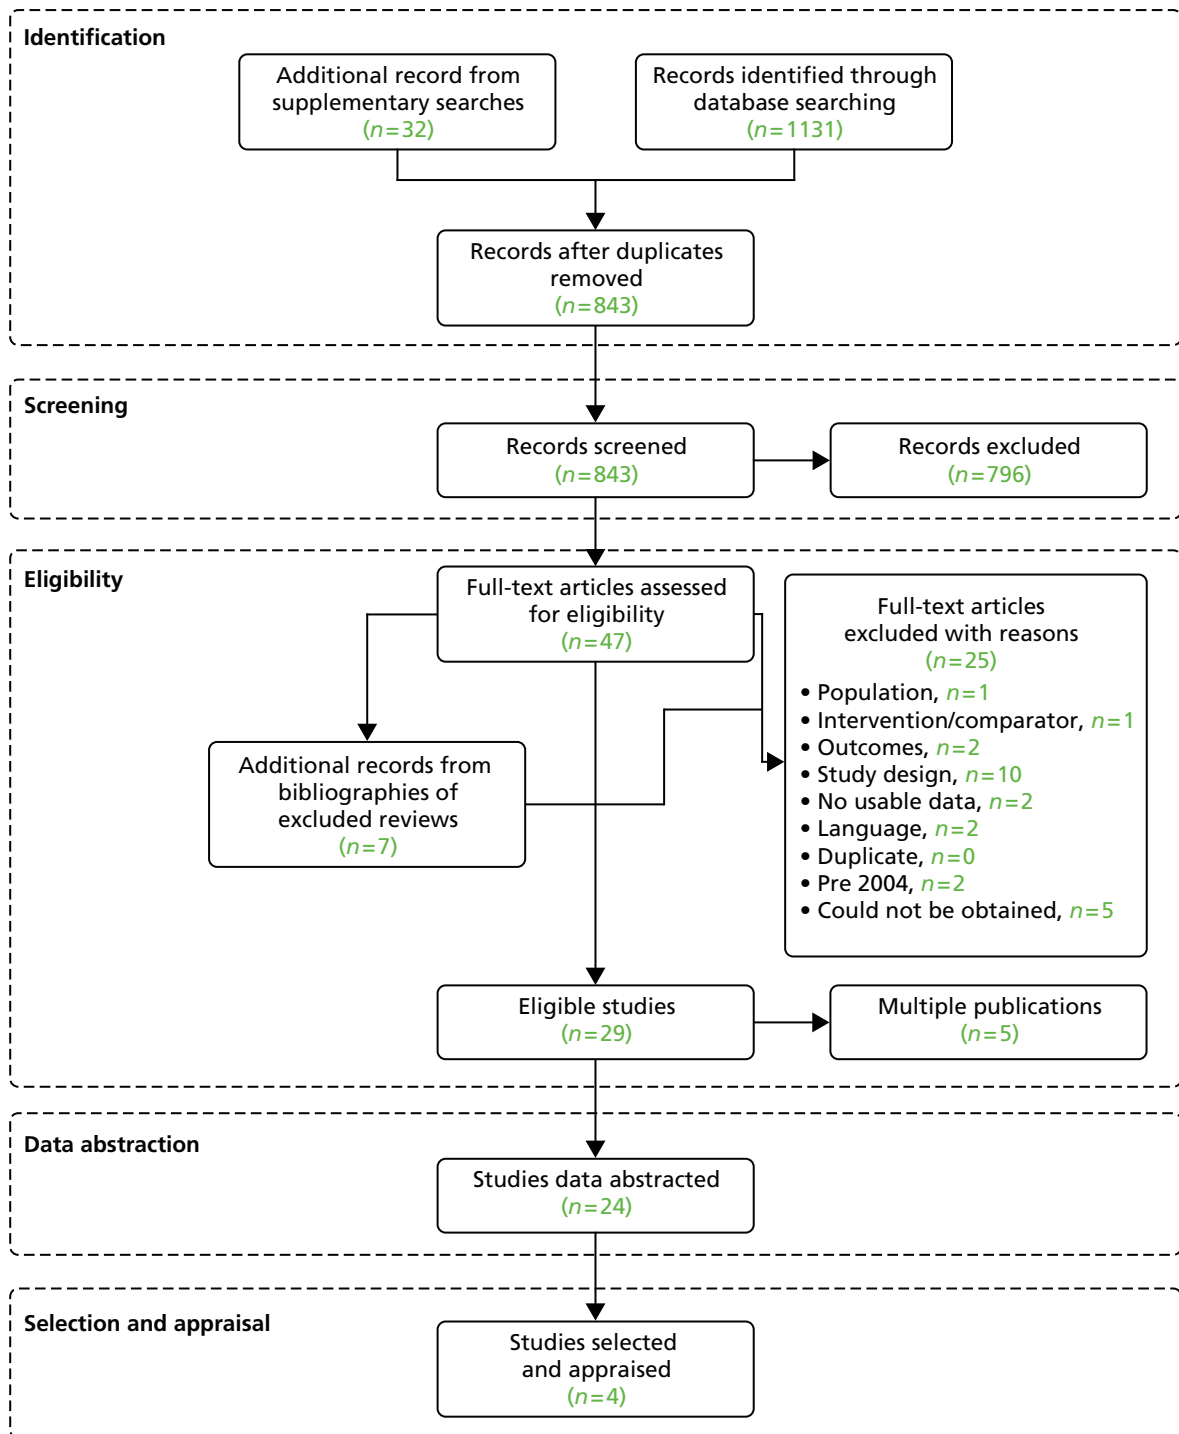 Identification
Additional record from
supplementary searches
(n=32)
Records identified through
database searching
(n=1131)
Records after duplicates
removed
(n=843)
Screening
Records screened
(n=843)
Records excluded
(n=796)
Eligibility
Full-text articles assessed
for eligibility
(n=47)
Full-text articles
excluded with reasons
(n=25)
• Population, n=1
• Intervention/comparator, n=1
• Outcomes, n=2
• Study design, n=10
• No usable data, n=2
• Language, n=2
• Duplicate, n=0
• Pre 2004, n=2
• Could not be obtained, n=5
Additional records from
bibliographies of
excluded reviews
(n=7)
Eligible studies
(n=29)
Multiple publications
(n=5)
Data abstraction
Studies data abstracted
(n=24)
Selection and appraisal
Studies selected
and appraised
(n=4)